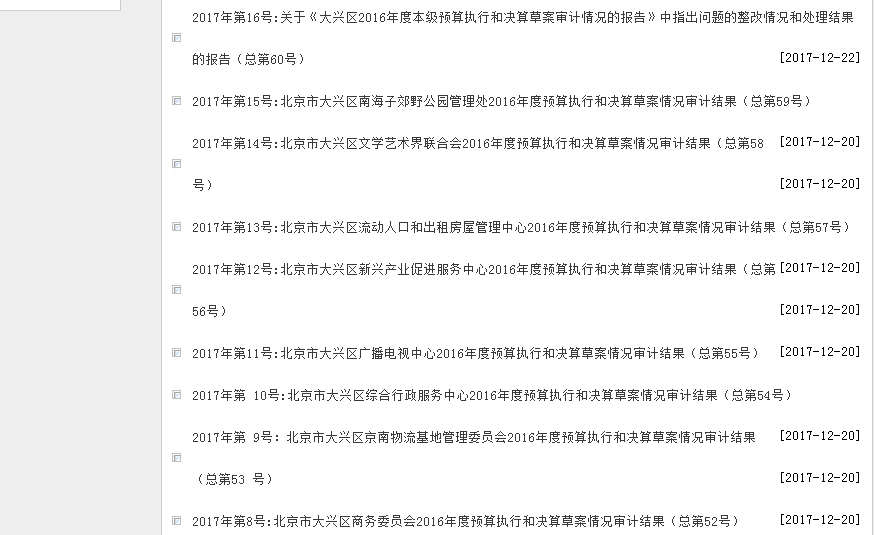 2017年第16号:关于《大兴区2016年度本级预算执行和决算草案审计情况的报告》中指出问题的整改情况和处理结果
的报告（总第60号） [2017-12-22]
2017年第15号:北京市大兴区南海子郊野公园管理处2016年度预算执行和决算草案情况审计结果（总第59号）
2017年第14号:北京市大兴区文学艺术界联合会2016年度预算执行和决算草案情况审计结果（总第58 [2017-12-20]
号） [2017-12-20]
2017年第13号:北京市大兴区流动人口和出租房屋管理中心2016年度预算执行和决算草案情况审计结果（总第57号）
2017年第12号:北京市大兴区新兴产业促进服务中心2016年度预算执行和决算草案情况审计结果（总第 [2017-12-20]
56号） [2017-12-20]
2017年第11号:北京市大兴区广播电视中心2016年度预算执行和决算草案情况审计结果（总第55号） [2017-12-20]
2017年第 10号:北京市大兴区综合行政服务中心2016年度预算执行和决算草案情况审计结果（总第54号）
2017年第 9号: 北京市大兴区京南物流基地管理委员会2016年度预算执行和决算草案情况审计结果 [2017-12-20]
（总第53 号） [2017-12-20]
2017年第8号:北京市大兴区商务委员会2016年度预算执行和决算草案情况审计结果（总第52号） [2017-12-20]